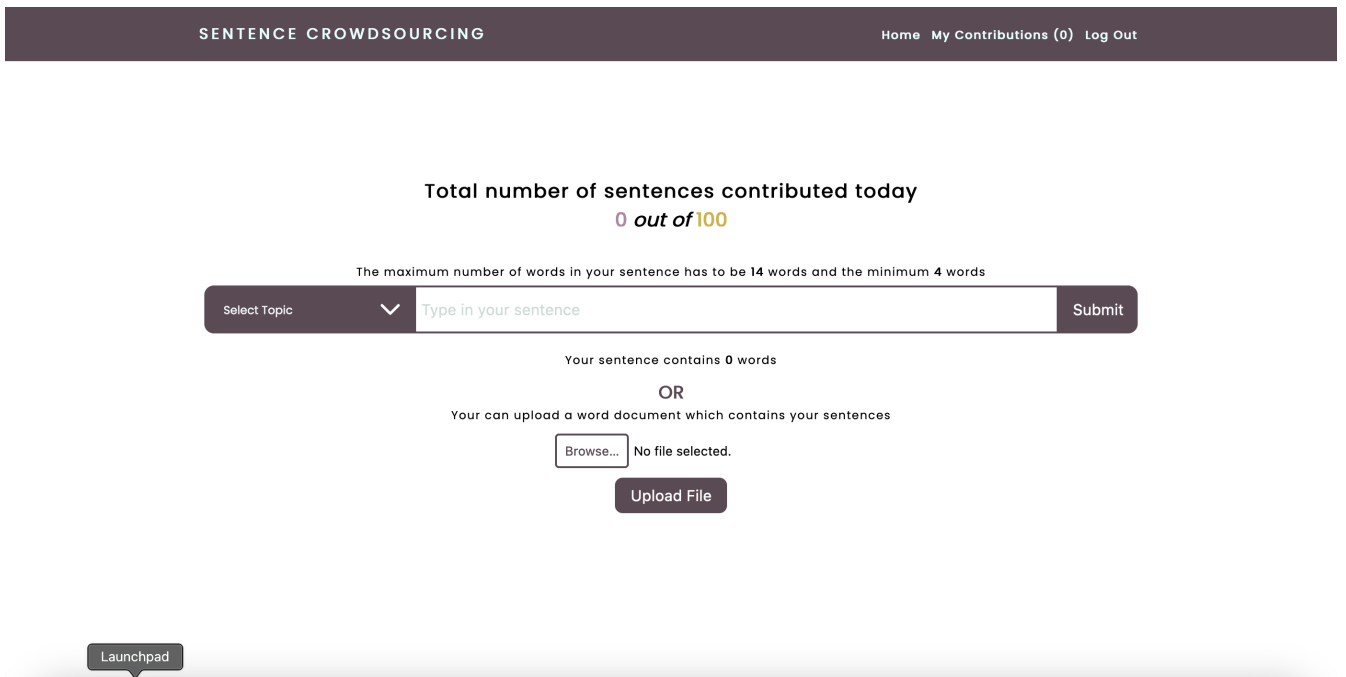 SENTENCE CROWDSOURCING Home My Contributions (0) Log Out
Total number of sentences contributed today
0 out of 100
The maximum number of words in your sentence has to be 14 words and the minimum 4 words
Select Topic Type in your sentence Submit
Your sentence contains 0 words
OR
Your can upload a word document which contains your sentences
Browse... No file selected.
Upload File
Launchpad